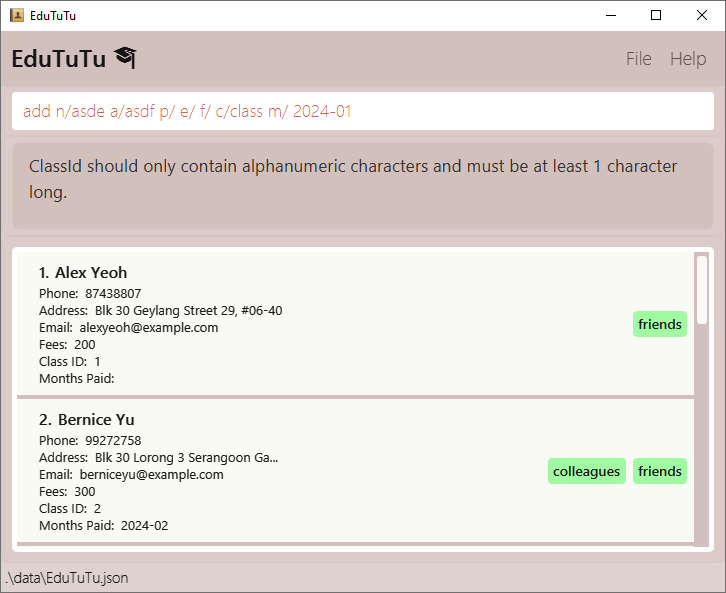 EduTuTu
EduTuTu
File Help
add n/asde a/asdf p/ e/ f/ c/class m/ 2024-01
ClassId should only contain alphanumeric characters and must be at least 1 character
long.
1. Alex Yeoh
Phone: 87438807
Address: Blk 30 Geylang Street 29, #06-40
Email: alexyeoh@example.com
Fees: 200
Class ID: 1
Months Paid:
friends
2. Bernice Yu
Phone: 99272758
Address: Blk 30 Lorong 3 Serangoon Ga...
Email: berniceyu@example.com
Fees: 300
Class ID: 2
Months Paid: 2024-02
colleagues friends
.\data\EduTuTu.json